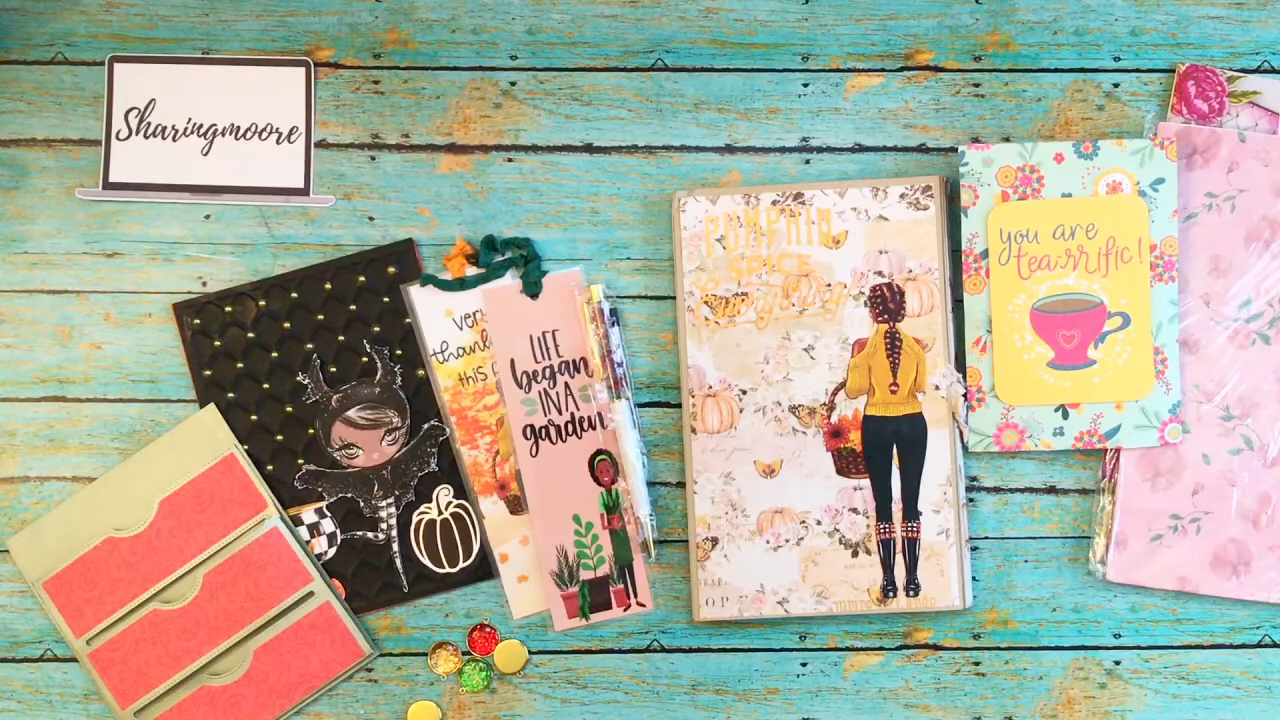 Sharingmoore
very
thank
this
LIFE
began
IN A
garden
PUMPKIN
SPICE
everything
you are
tea-rrific!